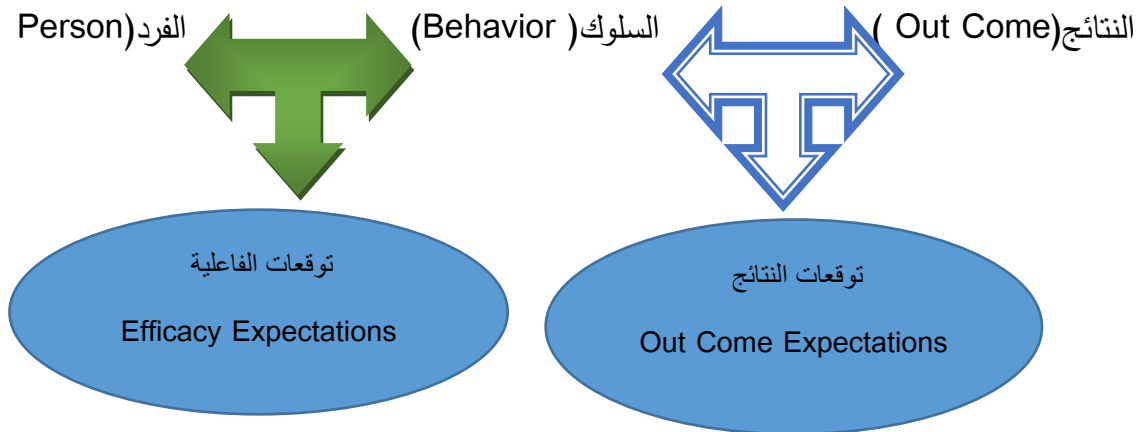 الفرد(Person السلوك( Behavior) النتائج(Out Come )
توقعات الفاعلية
Efficacy Expectations
توقعات النتائج
Out Come Expectations